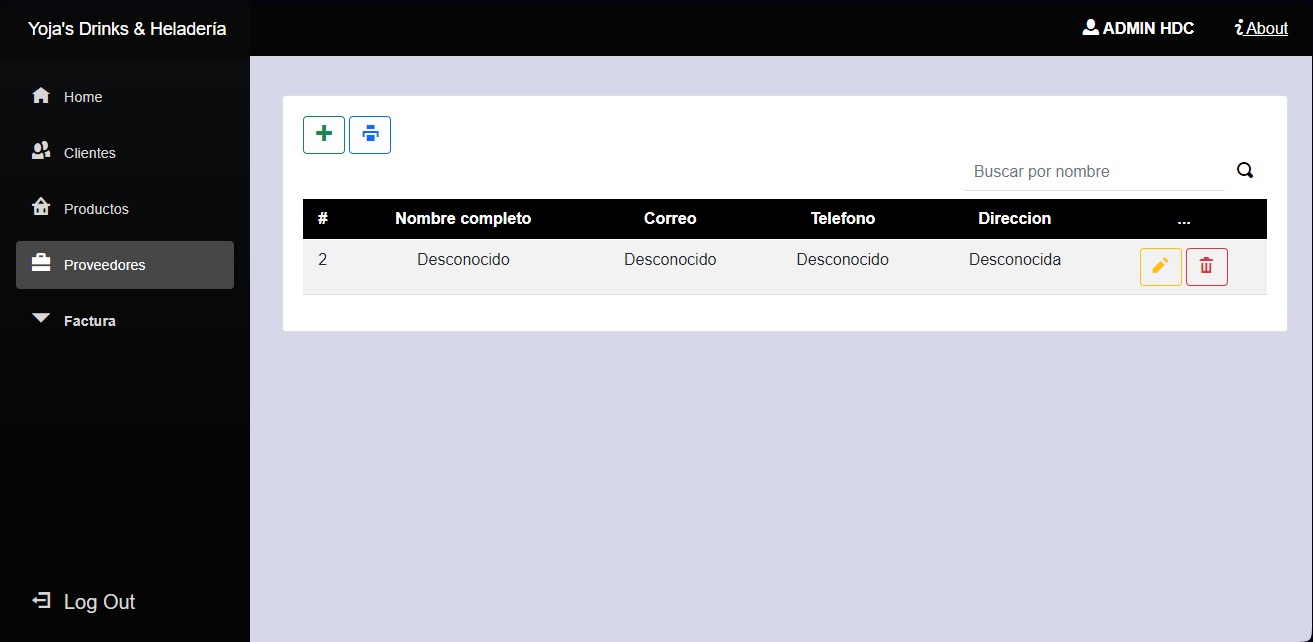 Yoja's Drinks & Heladería
ADMIN HDC
About
Home
Clientes
Productos
Proveedores
Factura
Log Out
Buscar por nombre
# Nombre completo Correo Telefono Direccion ...
2 Desconocido Desconocido Desconocido Desconocida